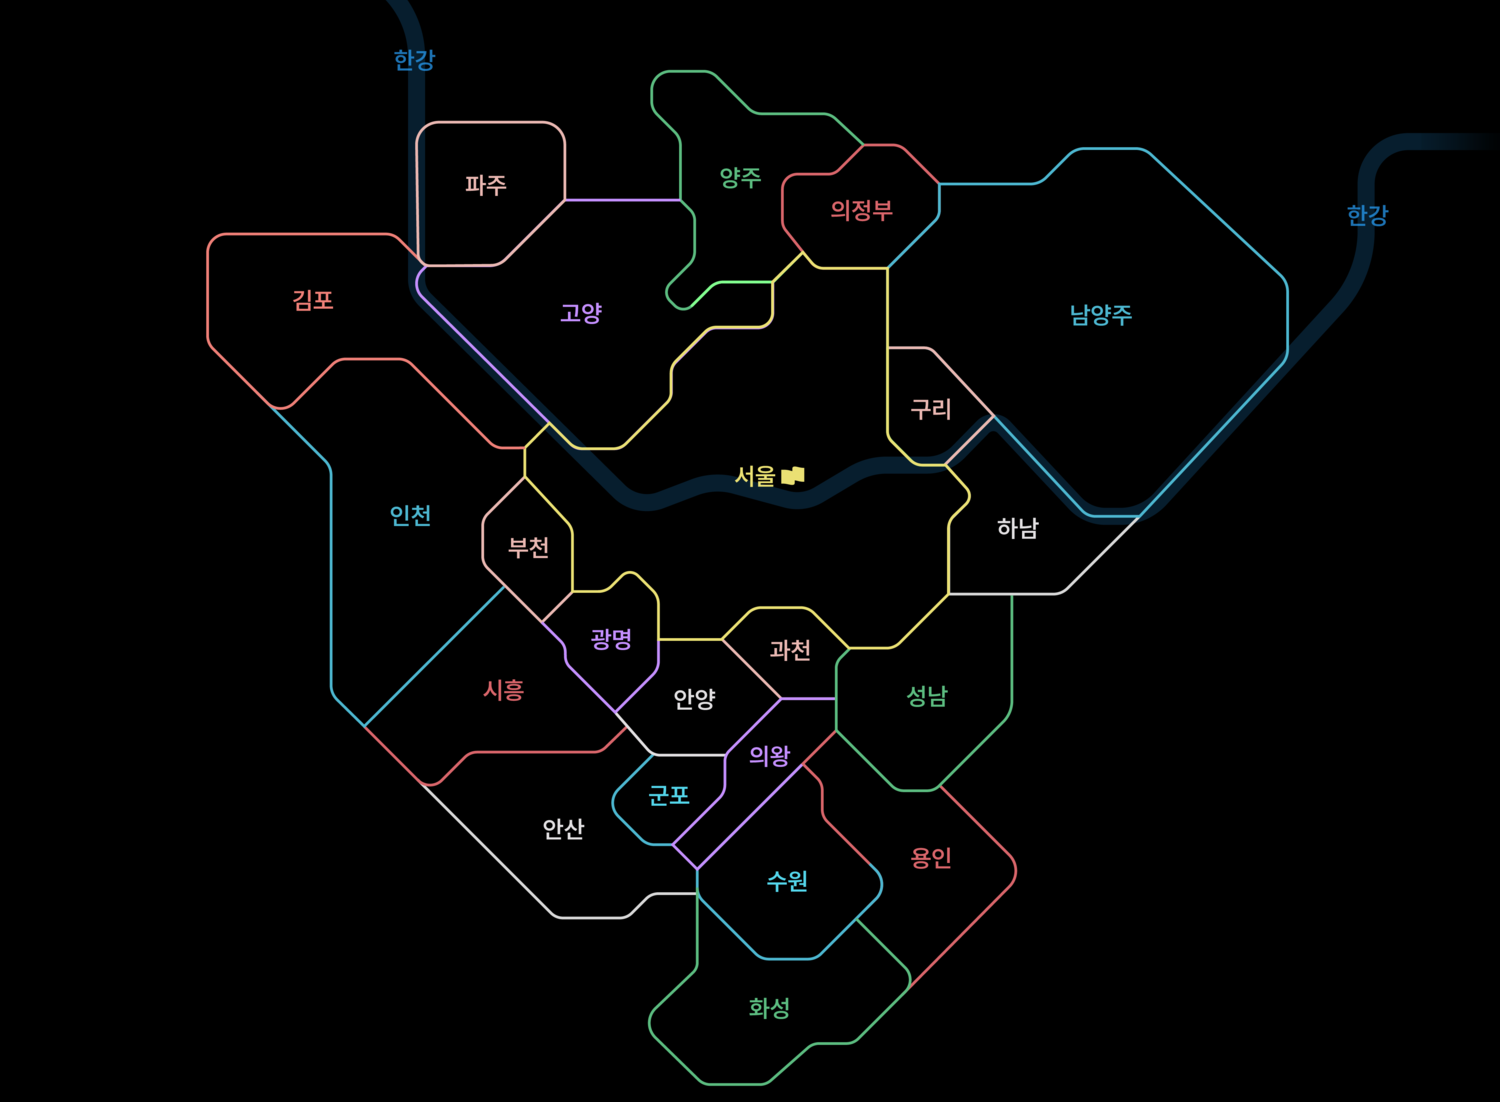 한강
파주
양주
의정부
한강
김포
고양
남양주
구리
서울
인천
하남
부천
광명
과천
시흥
안양
성남
의왕
군포
안산
용인
수원
화성